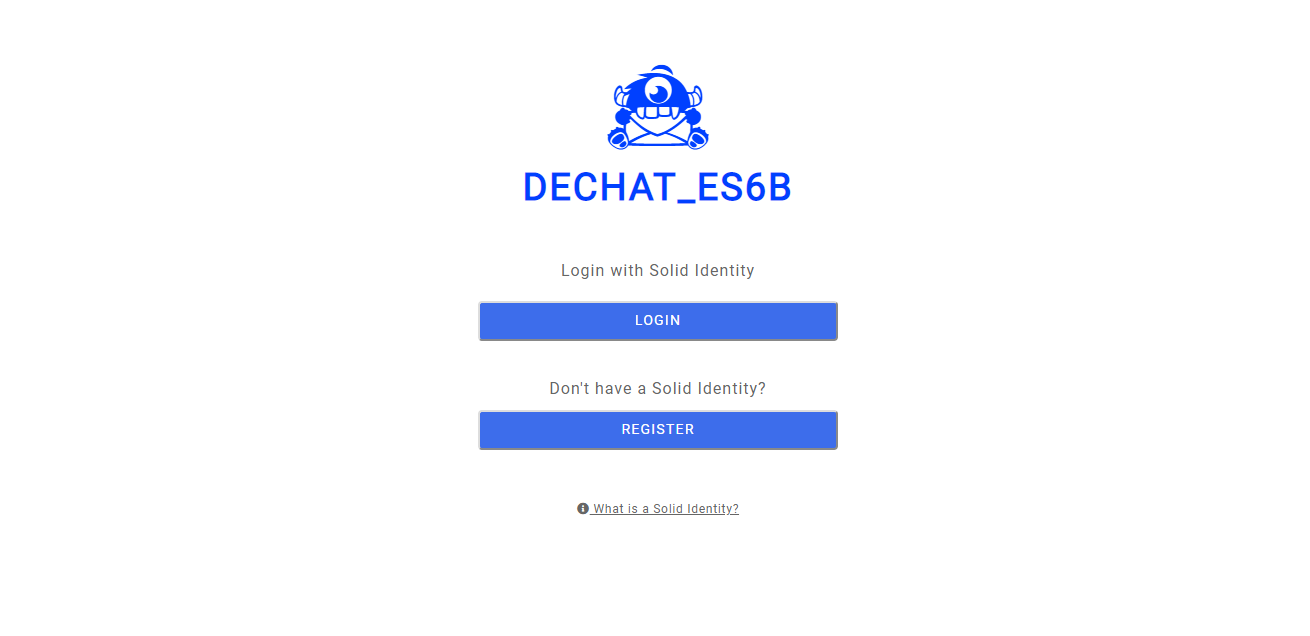 DECHAT_ES6B
Login with Solid Identity
LOGIN
Don't have a Solid Identity?
REGISTER
What is a Solid Identity?